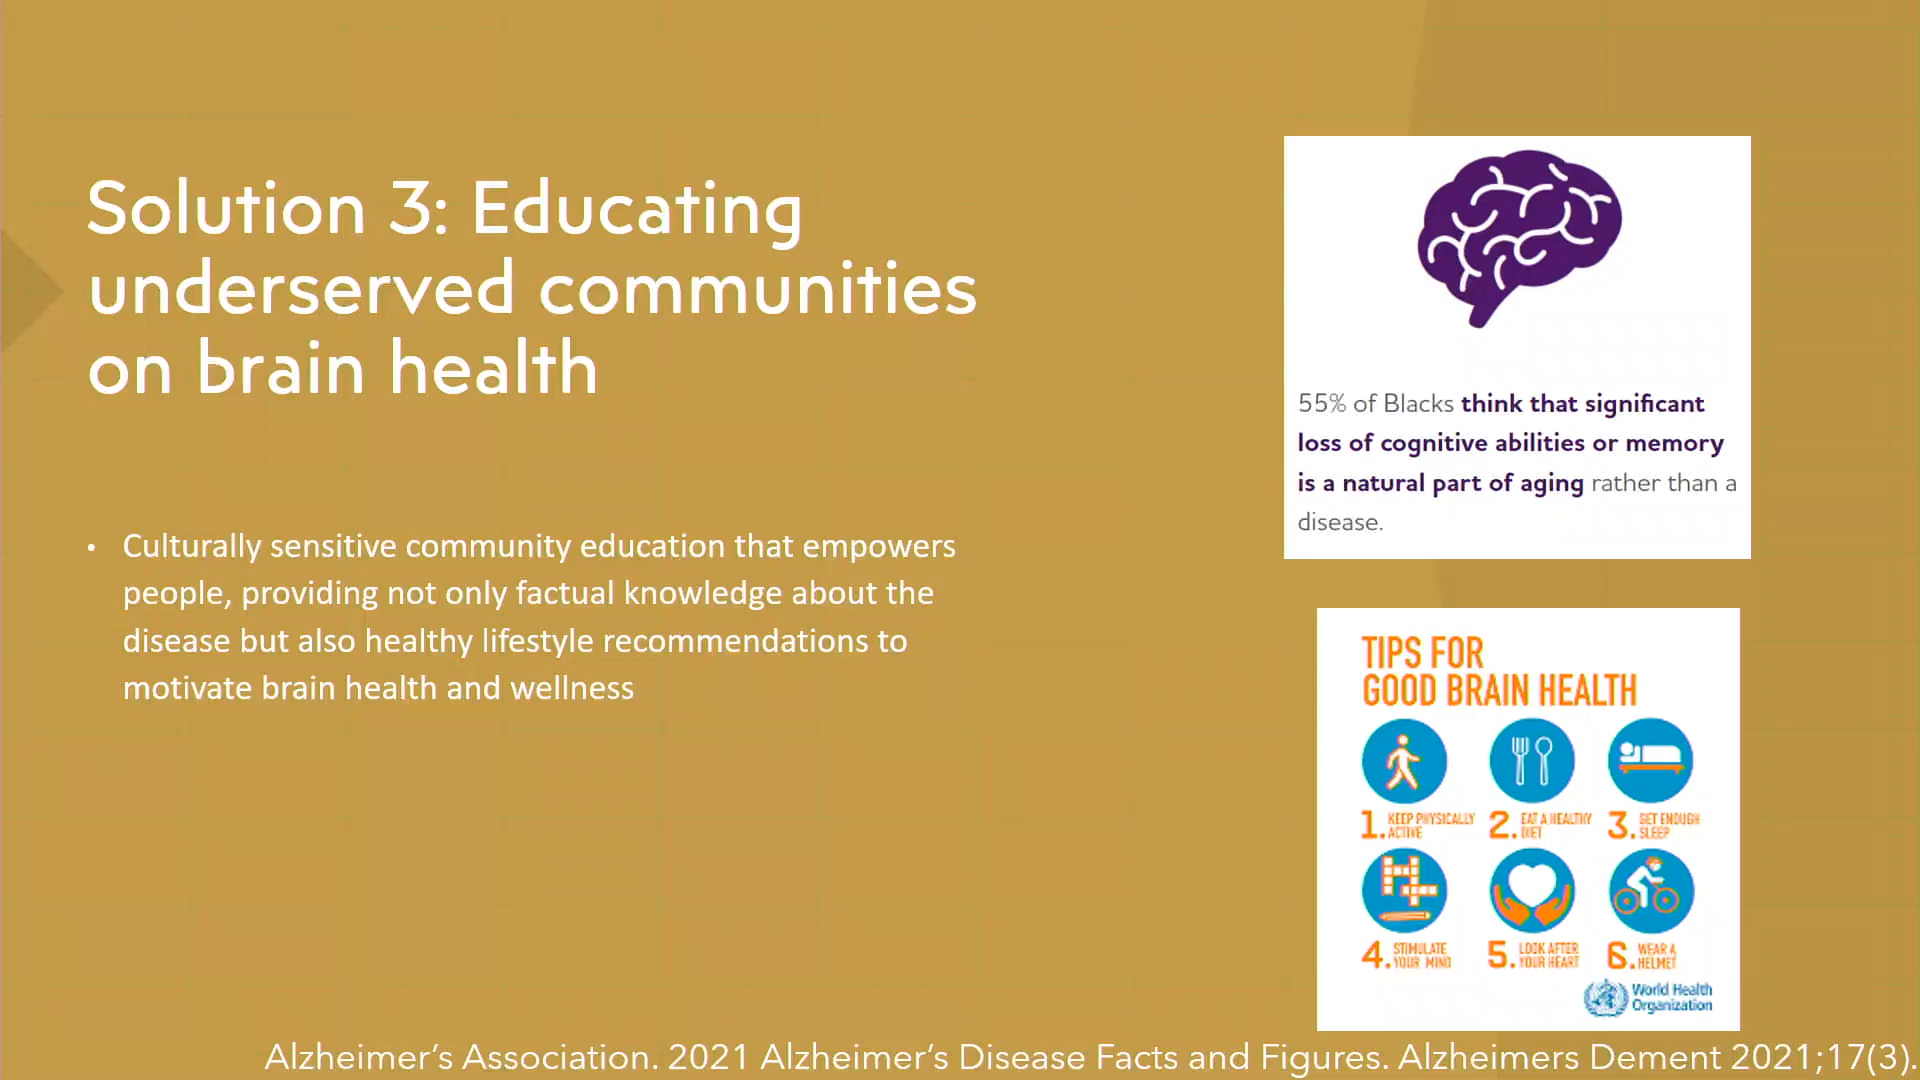 Solution 3: Educating
underserved communities
on brain health
• Culturally sensitive community education that empowers
people, providing not only factual knowledge about the
disease but also healthy lifestyle recommendations to
motivate brain health and wellness
55% of Blacks think that significant
loss of cognitive abilities or memory
is a natural part of aging rather than a
disease.
TIPS FOR
GOOD BRAIN HEALTH
1. KEEP PHYSICALLY
ACTIVE
2. EAT A HEALTHY
DIET
3. GET ENOUGH
SLEEP
4. STIMULATE
YOUR MIND
5. LOOK AFTER
YOUR HEART
6. WEAR A
HELMET
World Health
Organization
Alzheimer’s Association. 2021 Alzheimer’s Disease Facts and Figures. Alzheimers Dement 2021;17(3).